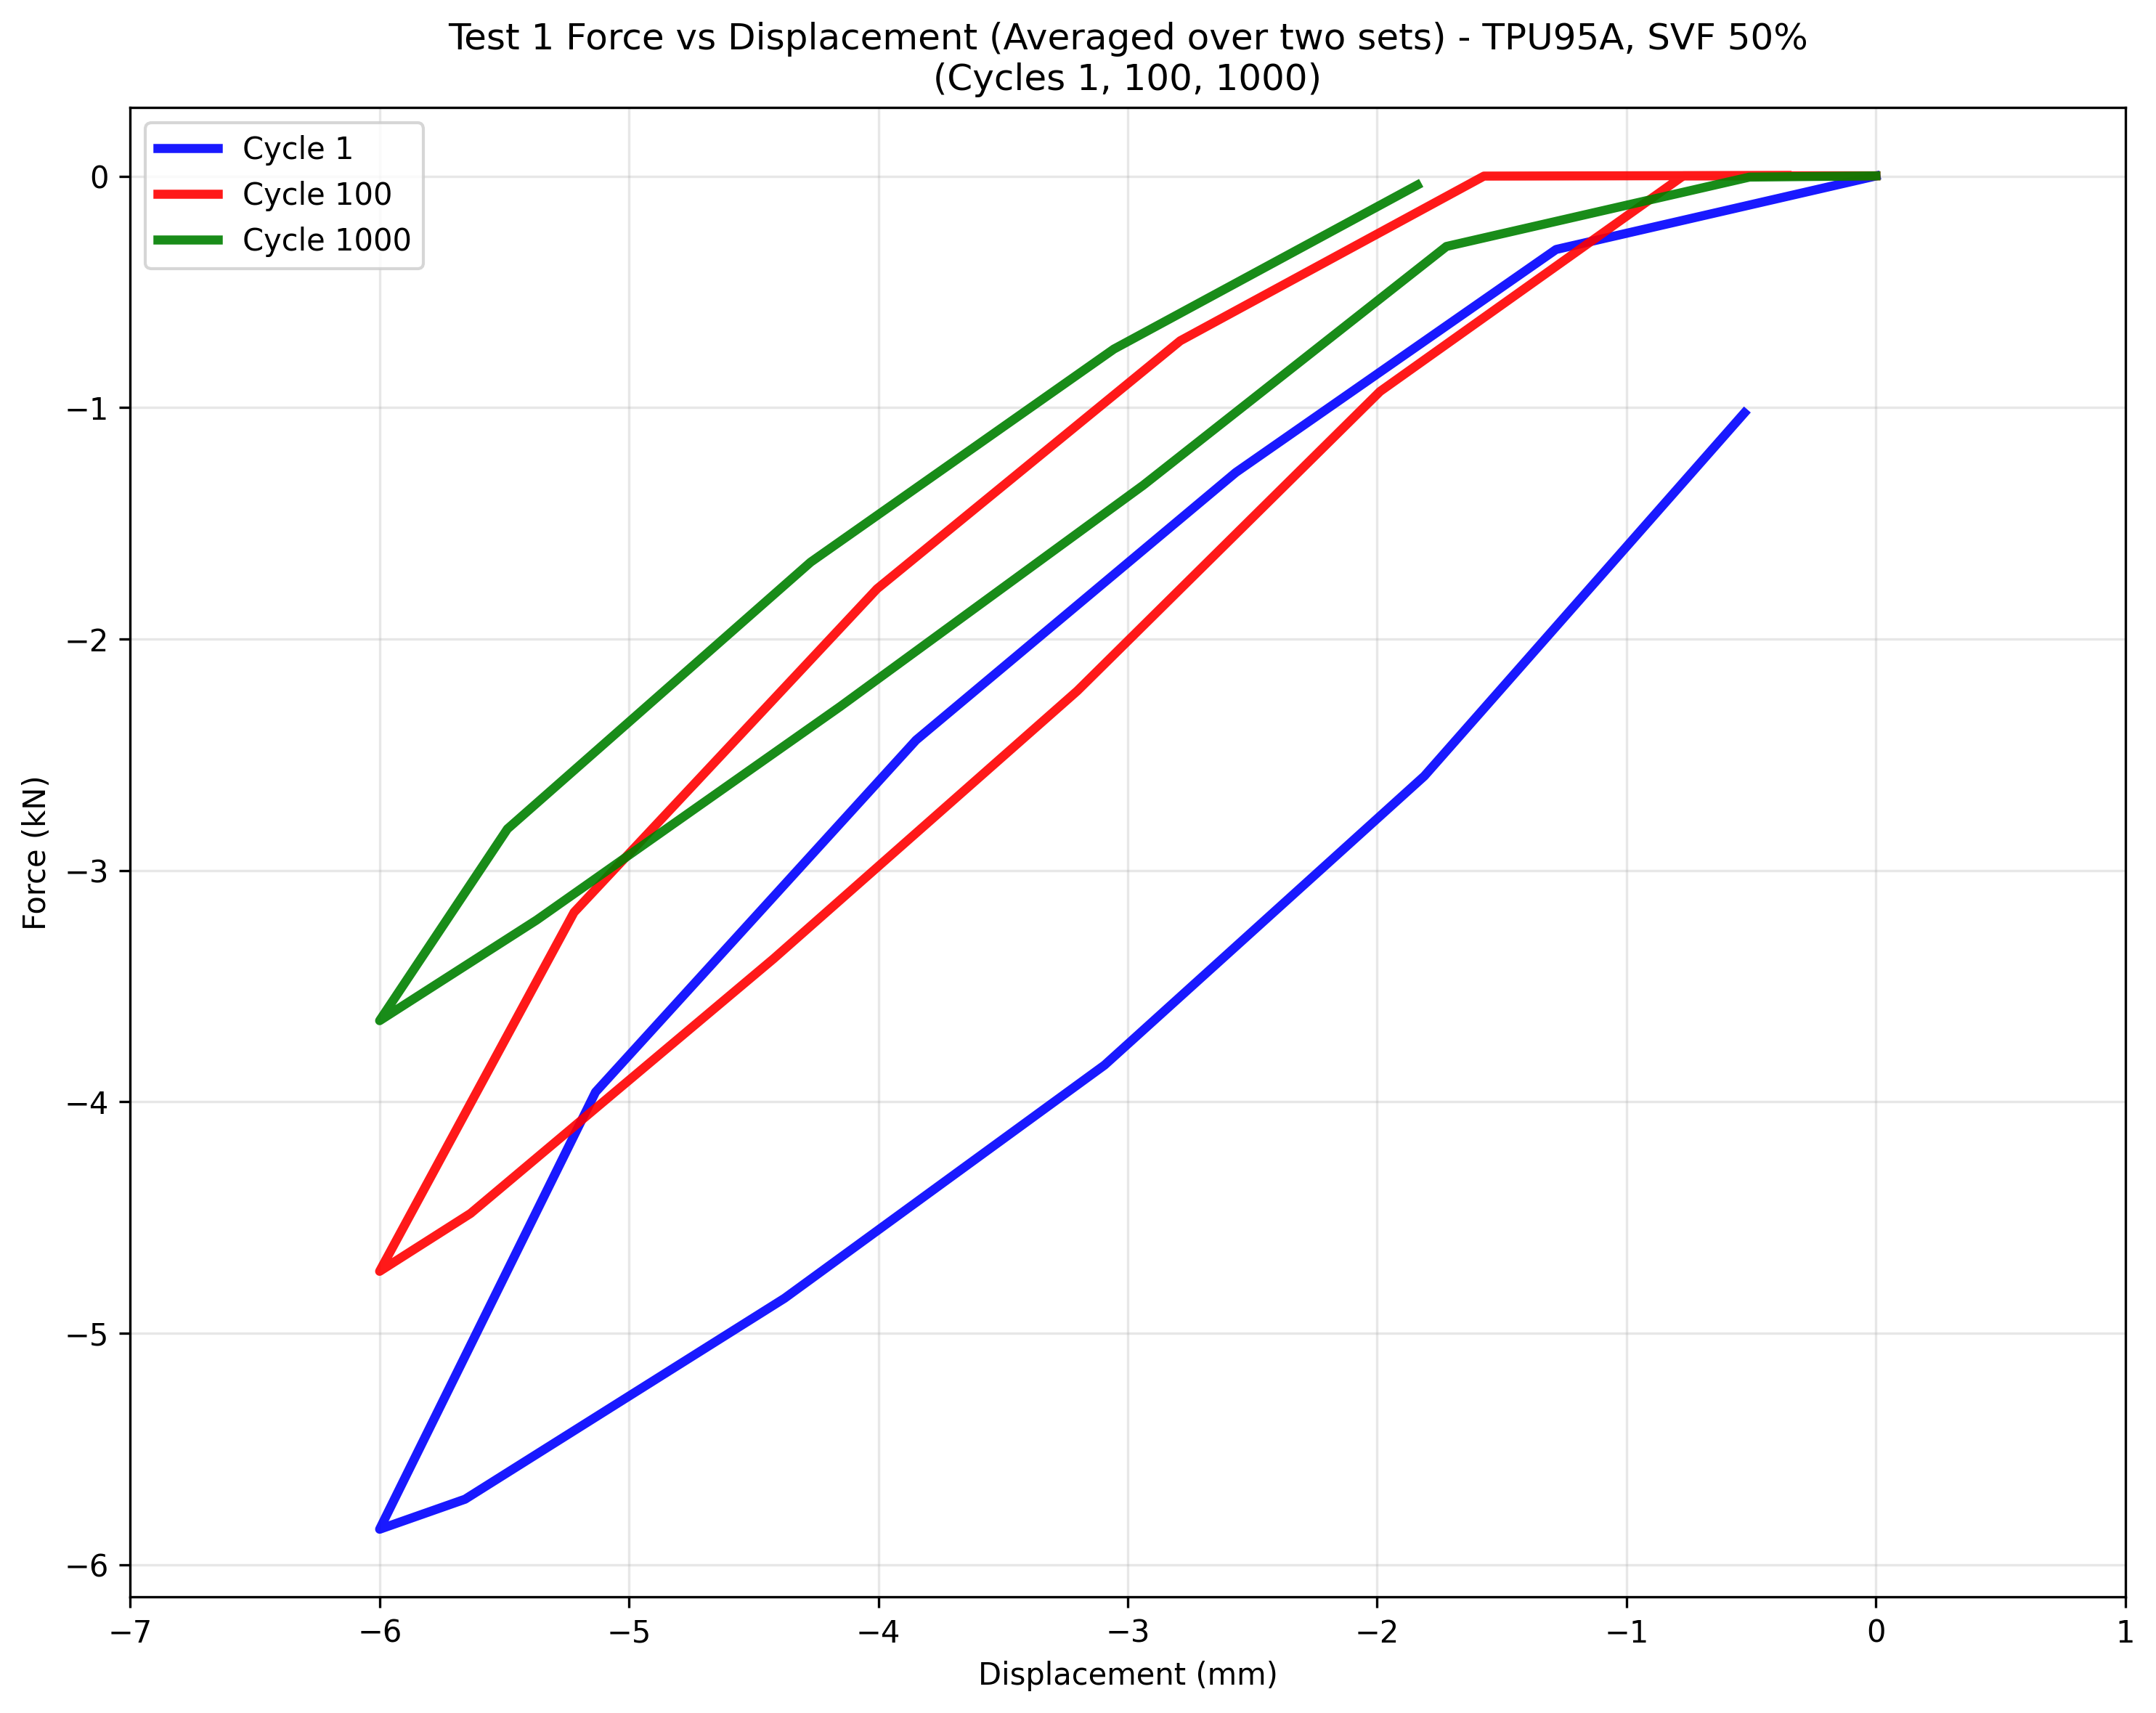 Test 1 Force vs Displacement (Averaged over two sets) - TPU95A, SVF 50%
(Cycles 1, 100, 1000)
Cycle 1
Cycle 100
Cycle 1000
0
−1
−2
−3
−4
−5
−6
Force (kN)
−7 −6 −5 −4 −3 −2 −1 0 1
Displacement (mm)